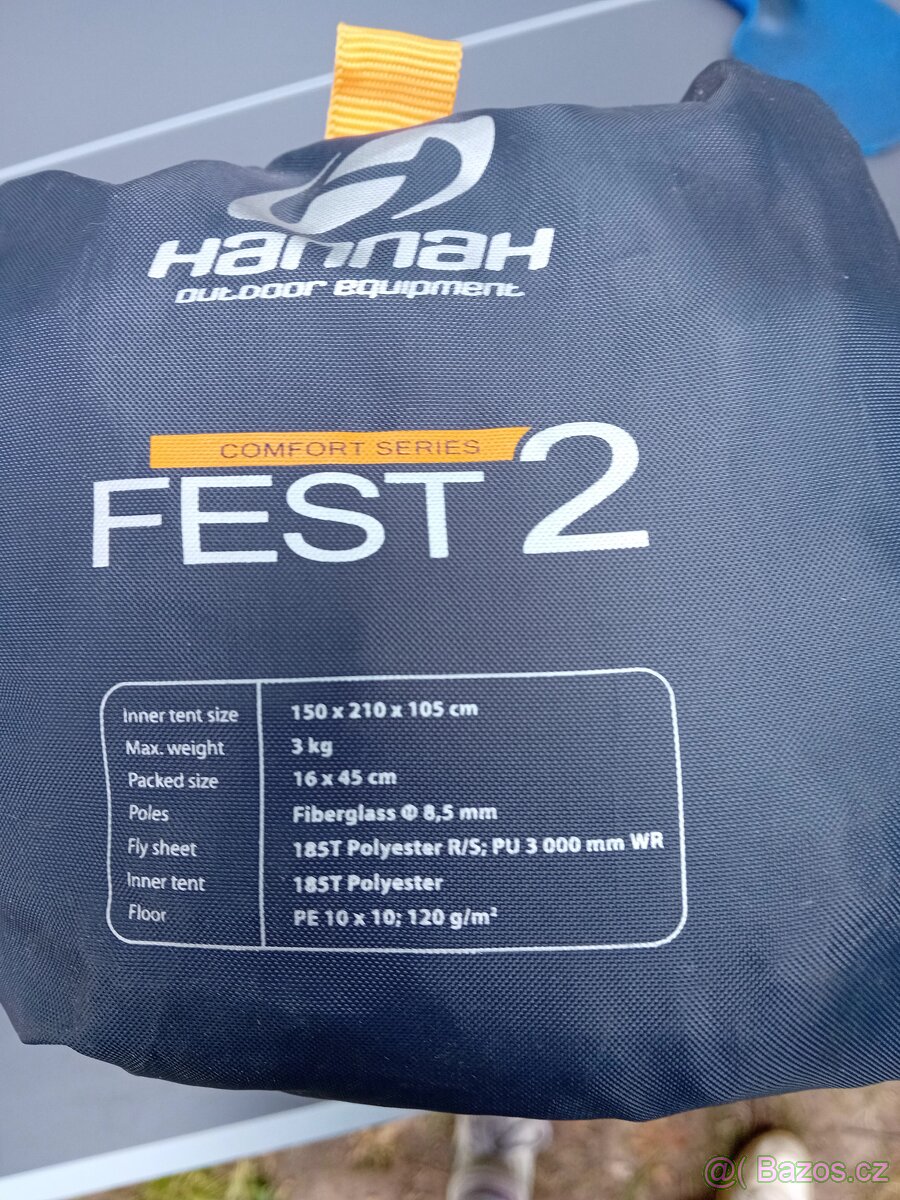 Hannah
outdoor equipment
COMFORT SERIES
FEST 2
Inner tent size 150 x 210 x 105 cm
Max. weight 3 kg
Packed size 16 x 45 cm
Poles Fiberglass Φ 8,5 mm
Fly sheet 185T Polyester R/S; PU 3 000 mm WR
Inner tent 185T Polyester
Floor PE 10 x 10; 120 g/m²
@( Bazos.cz